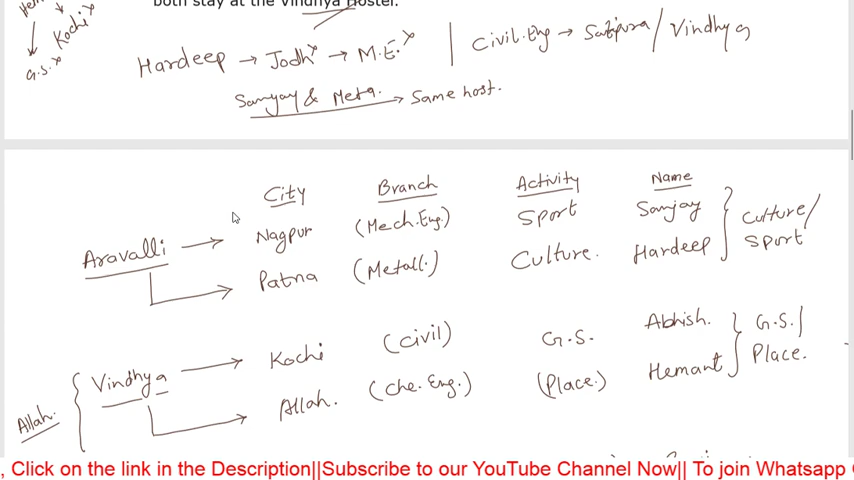 both stay at the Vindhya Hostel.
Kochi ×
G.S. ×
Hardeep → Jodh× → M.E.× | Civil. Eng → Satpura / Vindhya
Sanjay & Meta. → Same host.
City Branch Activity Name
Aravalli → Nagpur (Mech. Eng.) Sport Sanjay } Culture/
→ Patna (Metall.) Culture. Hardeep Sport
Vindhya → Kochi (Civil) G.S. Abhish. } G.S./
→ Allah. (Che. Eng.) (Place.) Hemant Place.
Allah.
, Click on the link in the Description||Subscribe to our YouTube Channel Now|| To join Whatsapp